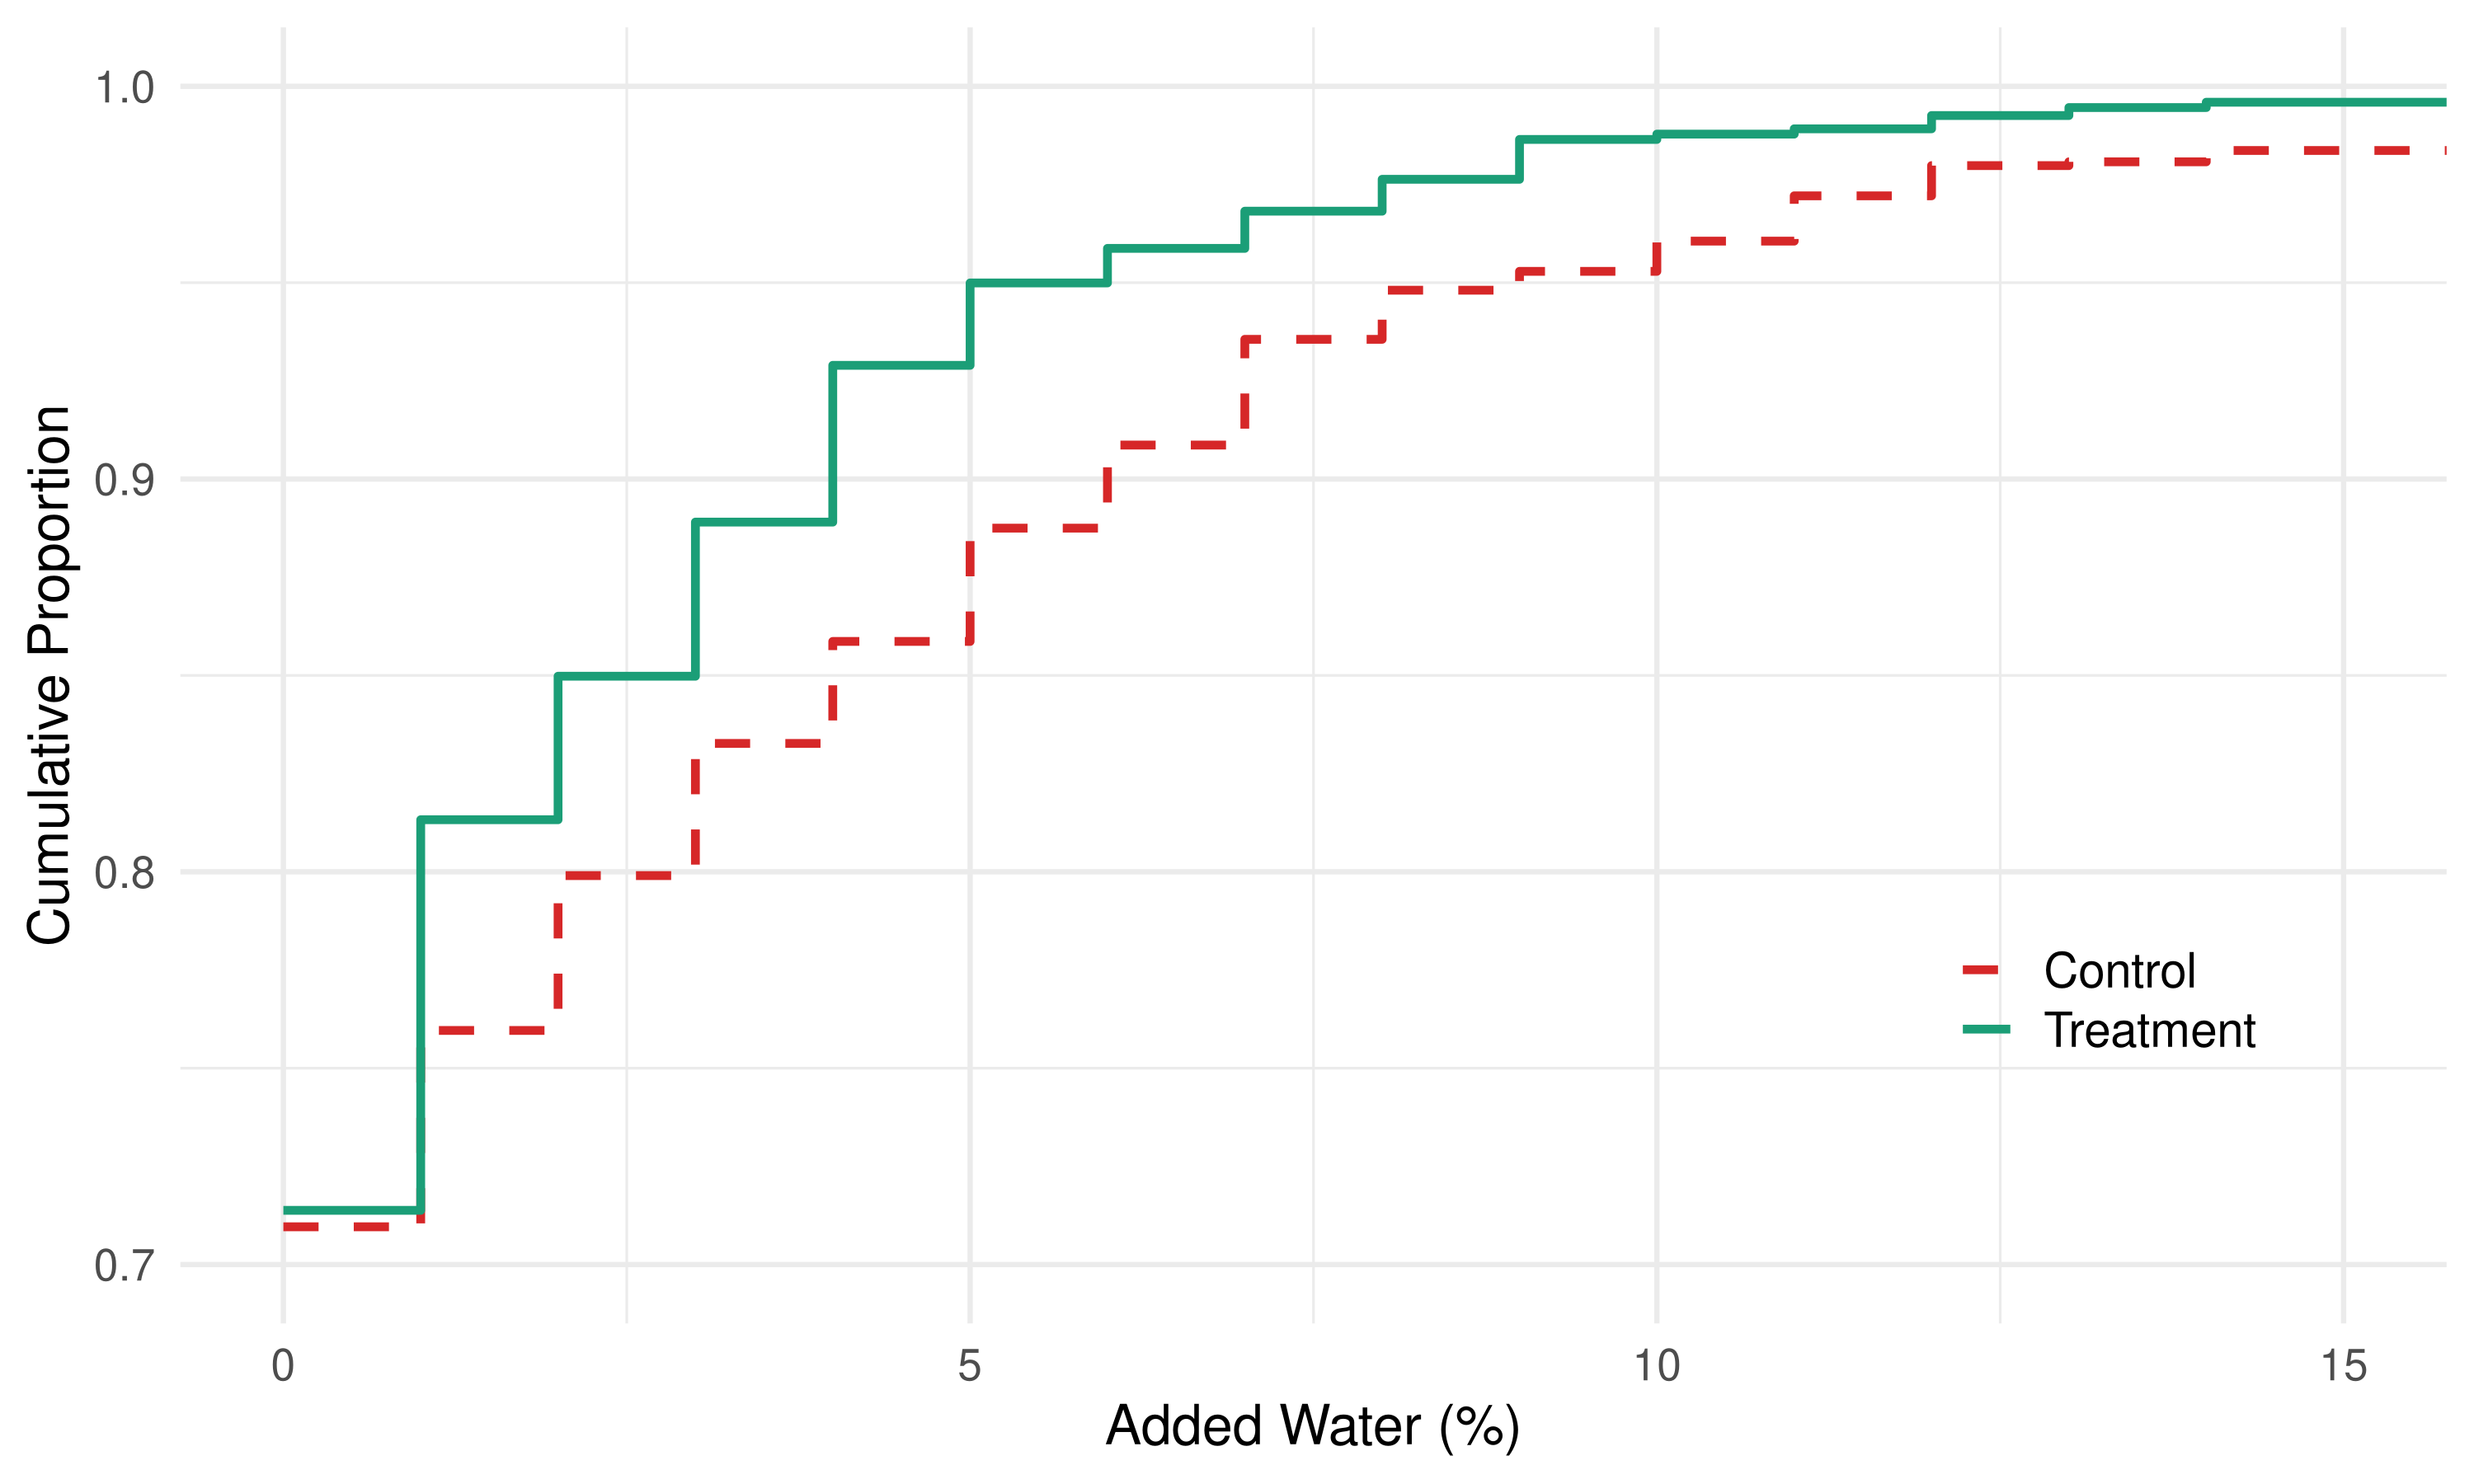 Cumulative Proportion
1.0
0.9
0.8
0.7
Control
Treatment
0 5 10 15
Added Water (%)